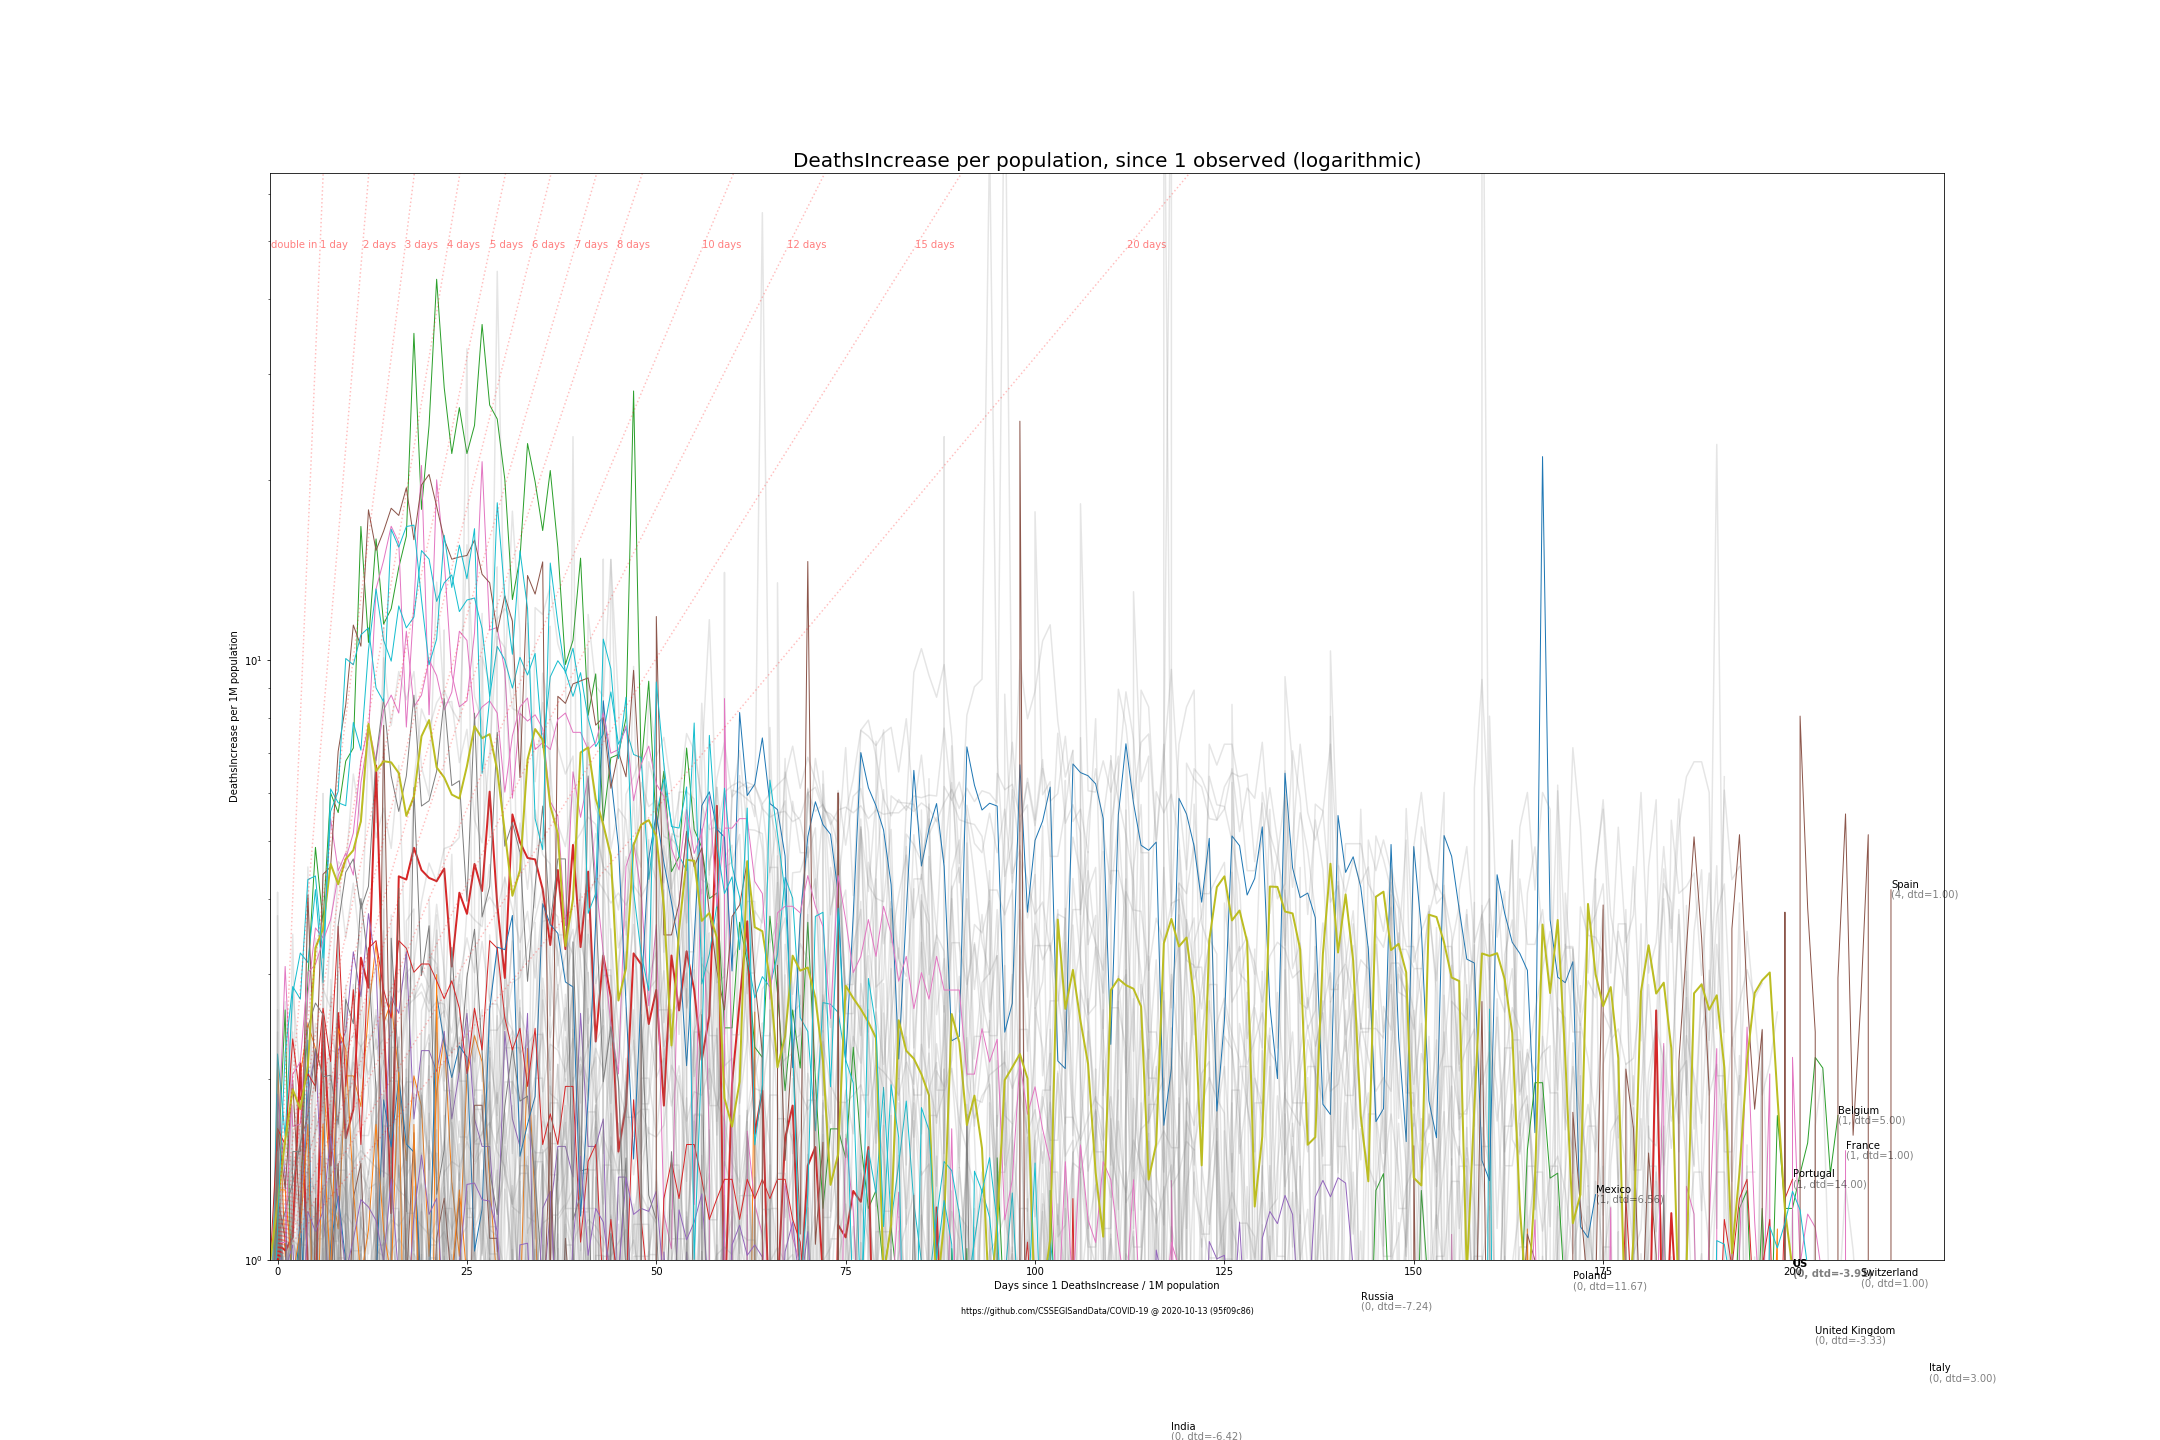 DeathsIncrease per population, since 1 observed (logarithmic)
double in 1 day
2 days
3 days
4 days
5 days
6 days
7 days
8 days
10 days
12 days
15 days
20 days
10¹
10⁰
DeathsIncrease per 1M population
Spain
(4, dtd=1.00)
Belgium
(1, dtd=5.00)
France
(1, dtd=1.00)
Portugal
(1, dtd=14.00)
Mexico
(1, dtd=6.56)
0
25
50
75
100
125
150
175
200
US
Switzerland
(0, dtd=1.00)
Poland
(0, dtd=11.67)
Days since 1 DeathsIncrease / 1M population
Russia
(0, dtd=-7.24)
https://github.com/CSSEGISandData/COVID-19 @ 2020-10-13 (95f09c86)
United Kingdom
(0, dtd=-3.33)
Italy
(0, dtd=3.00)
India
(0, dtd=-6.42)